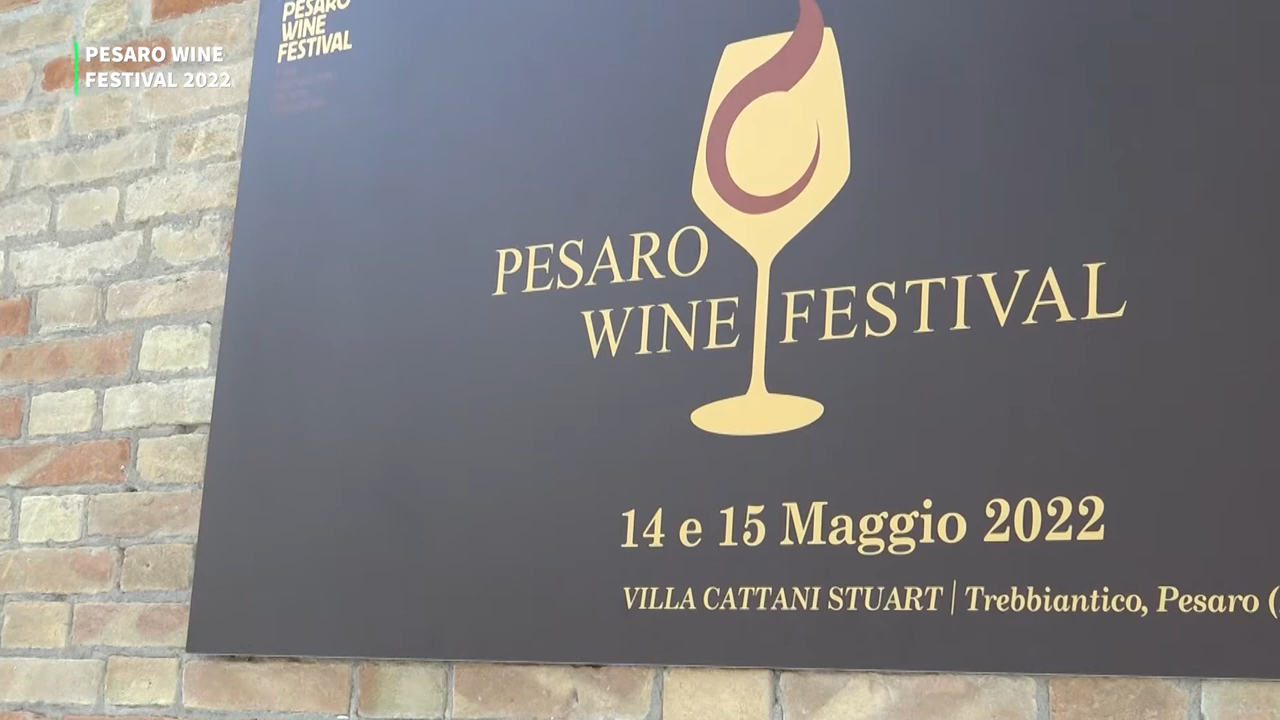 PESARO WINE
FESTIVAL 2022
PESARO
WINE
FESTIVAL
PESARO
WINE FESTIVAL
14 e 15 Maggio 2022
VILLA CATTANI STUART | Trebbiantico, Pesaro (